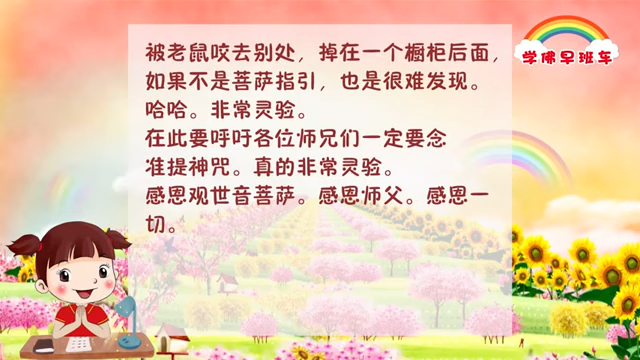 学佛早班车
被老鼠咬去别处，掉在一个橱柜后面，
如果不是菩萨指引，也是很难发现。
哈哈。非常灵验。
在此要呼吁各位师兄们一定要念
准提神咒。真的非常灵验。
感恩观世音菩萨。感恩师父。感恩一
切。